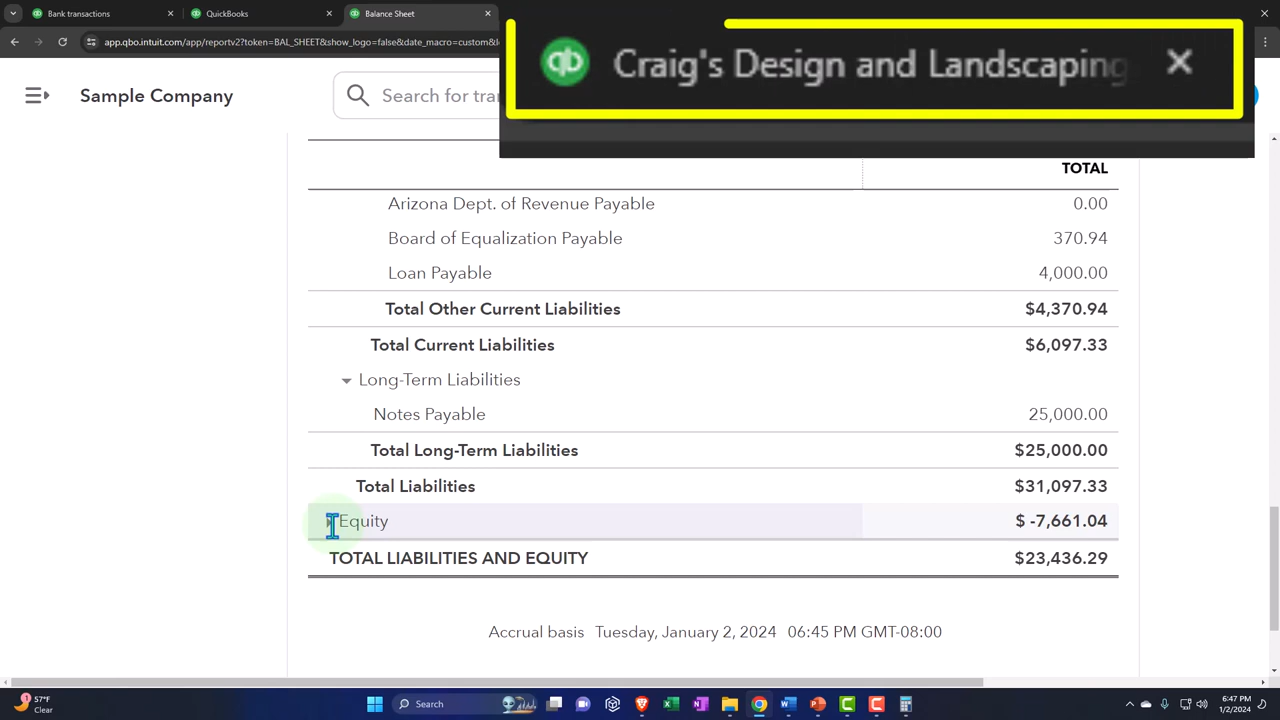 Bank transactions
QuickBooks
Balance Sheet
app.qbo.intuit.com/app/reportv2?token=BAL_SHEET&show_logo=false&date_macro=custom&d
Craig's Design and Landscaping
Sample Company
Search for tran
TOTAL
Arizona Dept. of Revenue Payable 0.00
Board of Equalization Payable 370.94
Loan Payable 4,000.00
Total Other Current Liabilities $4,370.94
Total Current Liabilities $6,097.33
Long-Term Liabilities
Notes Payable 25,000.00
Total Long-Term Liabilities $25,000.00
Total Liabilities $31,097.33
Equity $ -7,661.04
TOTAL LIABILITIES AND EQUITY $23,436.29
Accrual basis Tuesday, January 2, 2024 06:45 PM GMT-08:00
57°F
Clear
Search
6:47 PM
1/2/2024